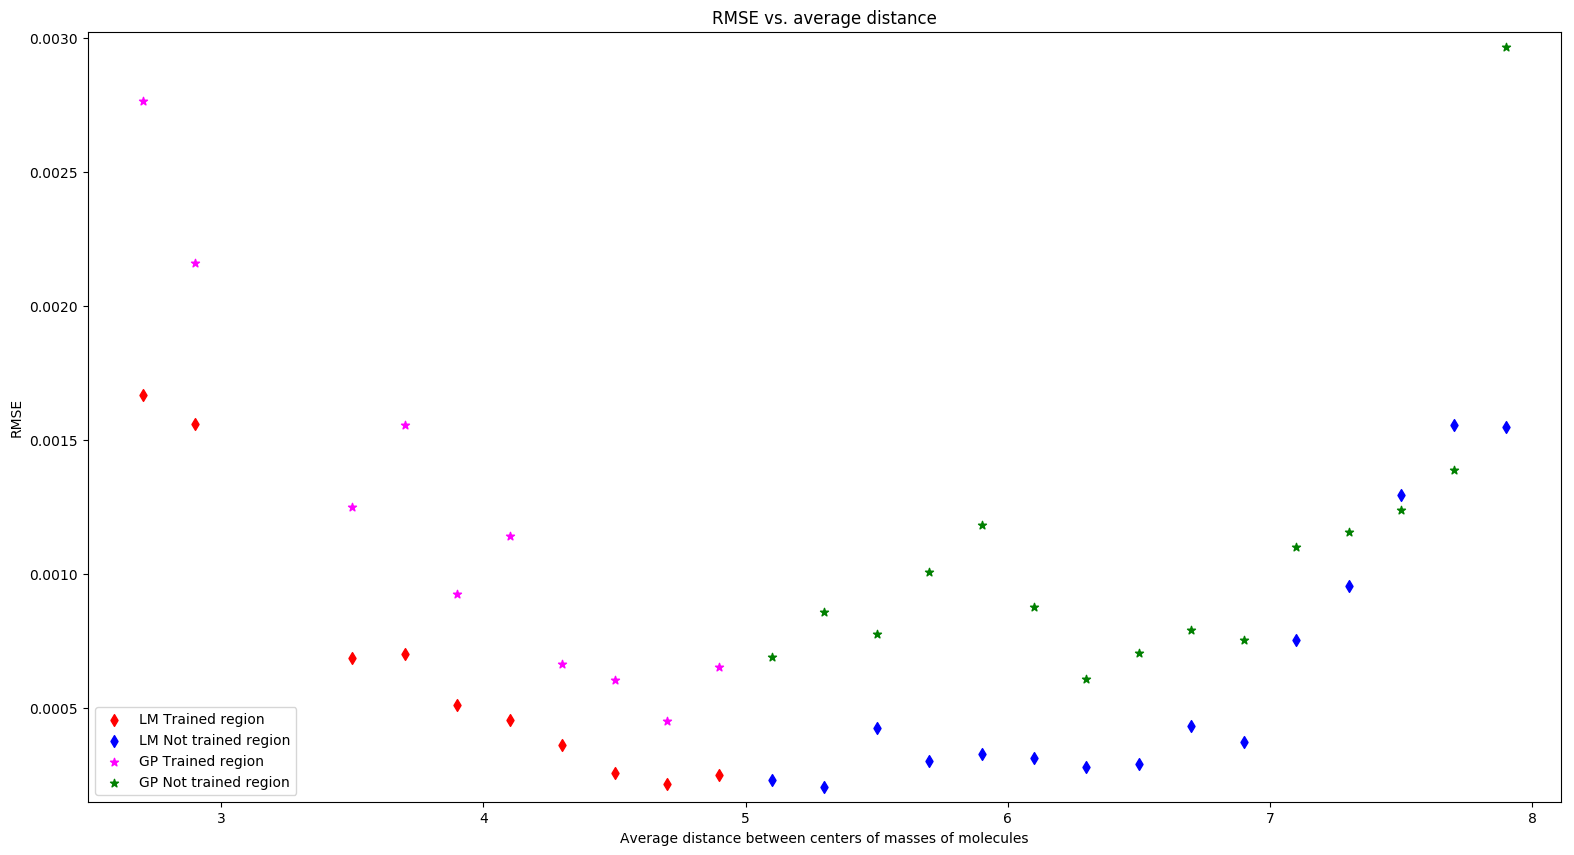 RMSE vs. average distance
RMSE
0.0030
0.0025
0.0020
0.0015
0.0010
0.0005
LM Trained region
LM Not trained region
GP Trained region
GP Not trained region
3 4 5 6 7 8
Average distance between centers of masses of molecules